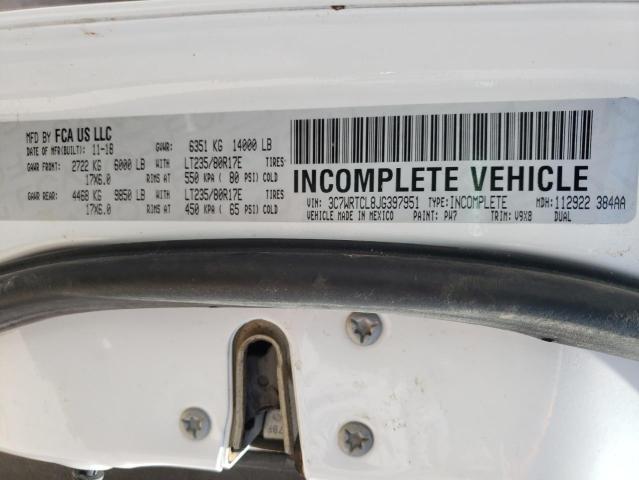 MFD BY FCA US LLC
DATE OF MFR(BUILT): 11-18 GVWR: 6351 KG 14000 LB
GAWR FRONT: 2722 KG 6000 LB WITH LT235/80R17E TIRES
17X6.0 RIMS AT 550 KPA ( 80 PSI) COLD
GAWR REAR: 4468 KG 9850 LB WITH LT235/80R17E TIRES
17X6.0 RIMS AT 450 KPA ( 65 PSI) COLD
INCOMPLETE VEHICLE
VIN: 3C7WRTCL8JG397951 TYPE: INCOMPLETE MDH: 112922 384AA
VEHICLE MADE IN MEXICO PAINT: PW7 TRIM: V9X8 DUAL